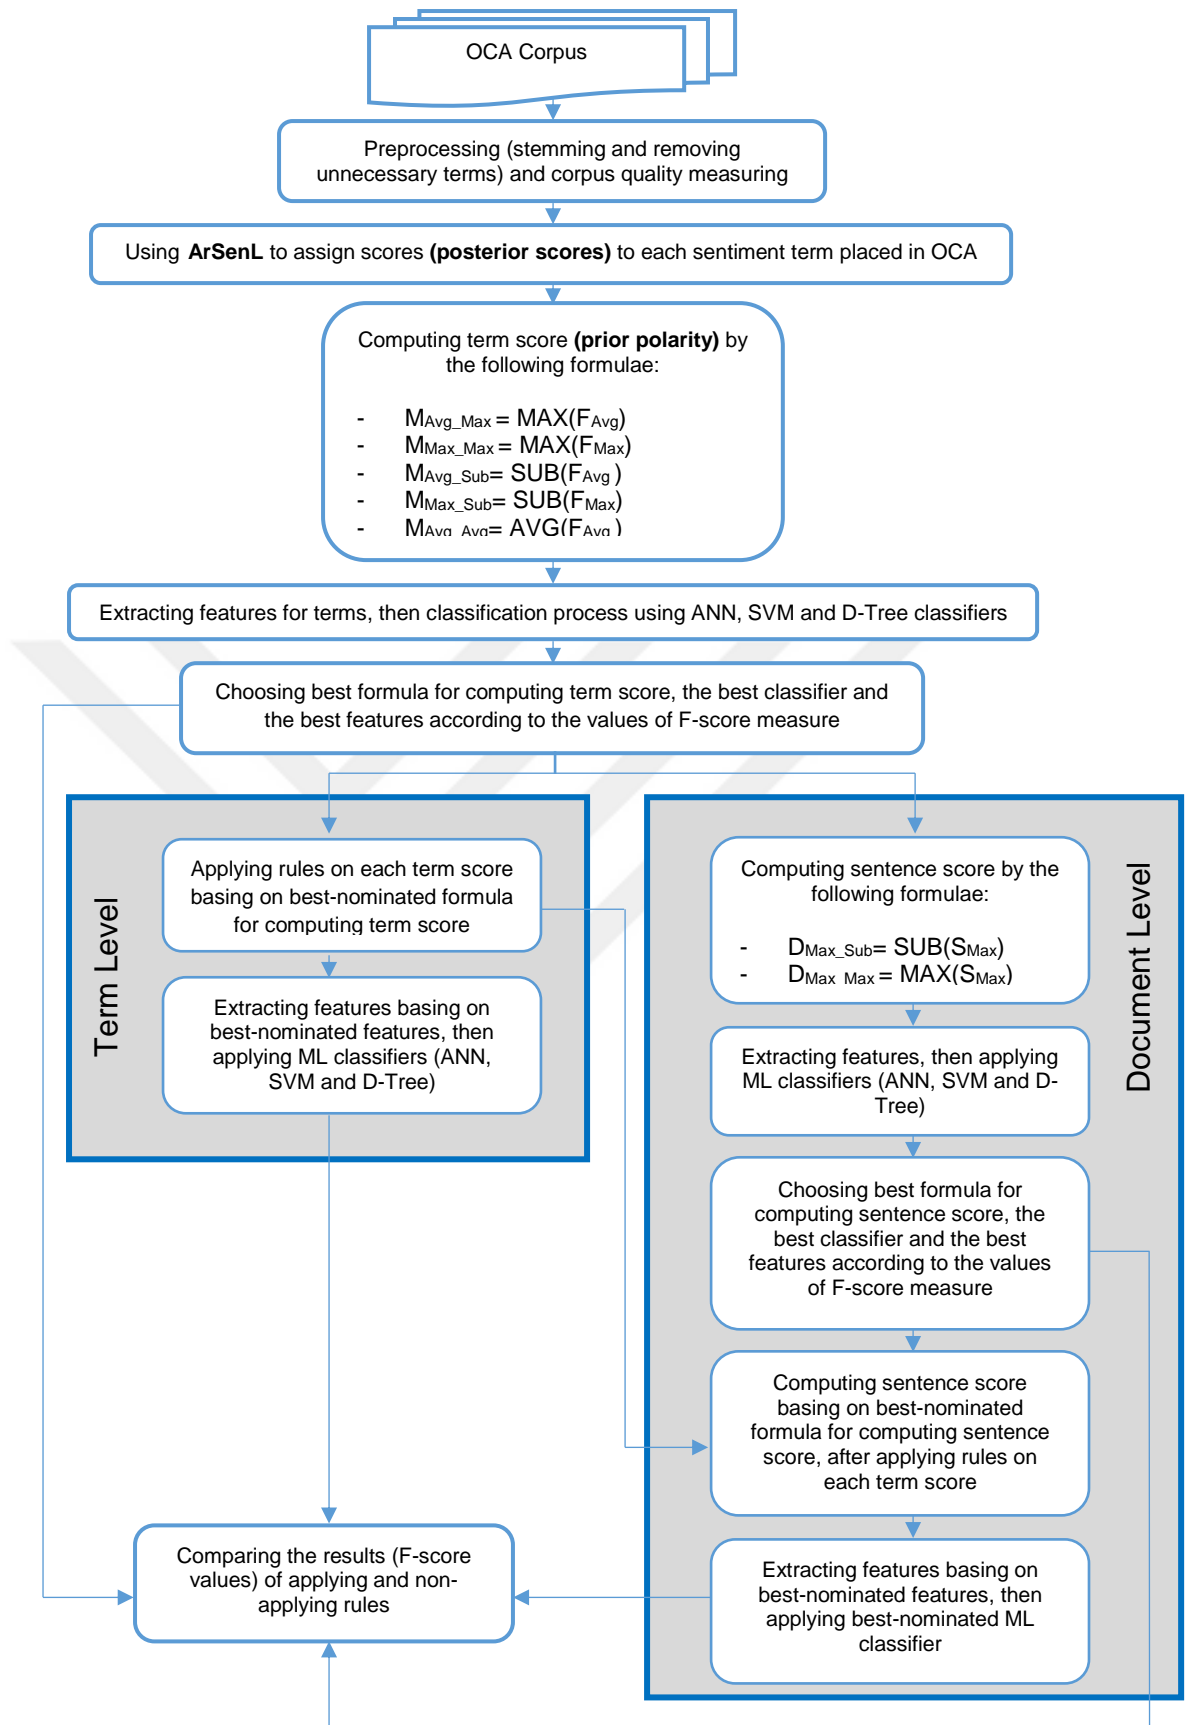 OCA Corpus
Preprocessing (stemming and removing
unnecessary terms) and corpus quality measuring
Using ArSenL to assign scores (posterior scores) to each sentiment term placed in OCA
Computing term score (prior polarity) by
the following formulae:
- MAvg_Max = MAX(FAvg)
- MMax_Max = MAX(FMax)
- MAvg_Sub= SUB(FAvg )
- MMax_Sub= SUB(FMax)
- MAvg_Avg= AVG(FAvg )
Extracting features for terms, then classification process using ANN, SVM and D-Tree classifiers
Choosing best formula for computing term score, the best classifier and
the best features according to the values of F-score measure
Term Level
Applying rules on each term score
basing on best-nominated formula
for computing term score
Extracting features basing on
best-nominated features, then
applying ML classifiers (ANN,
SVM and D-Tree)
Document Level
Computing sentence score by the
following formulae:
- DMax_Sub= SUB(SMax)
- DMax_Max = MAX(SMax)
Extracting features, then applying
ML classifiers (ANN, SVM and D-
Tree)
Choosing best formula for
computing sentence score, the
best classifier and the best
features according to the values
of F-score measure
Computing sentence score
basing on best-nominated
formula for computing sentence
score, after applying rules on
each term score
Extracting features basing on
best-nominated features, then
applying best-nominated ML
classifier
Comparing the results (F-score
values) of applying and non-
applying rules